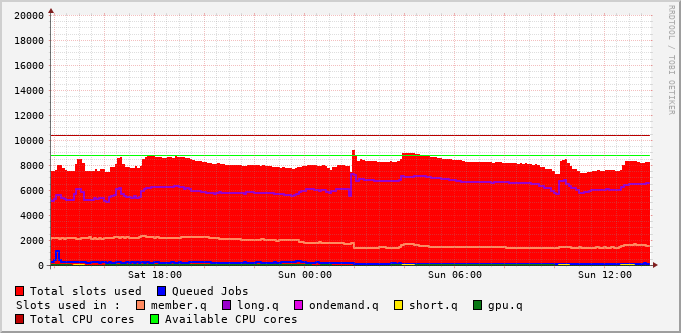 20000
18000
16000
14000
12000
10000
8000
6000
4000
2000
0
Sat 18:00 Sun 00:00 Sun 06:00 Sun 12:00
RRDTOOL / TOBI OETIKER
Total slots used Queued Jobs
Slots used in : member.q long.q ondemand.q short.q gpu.q
Total CPU cores Available CPU cores